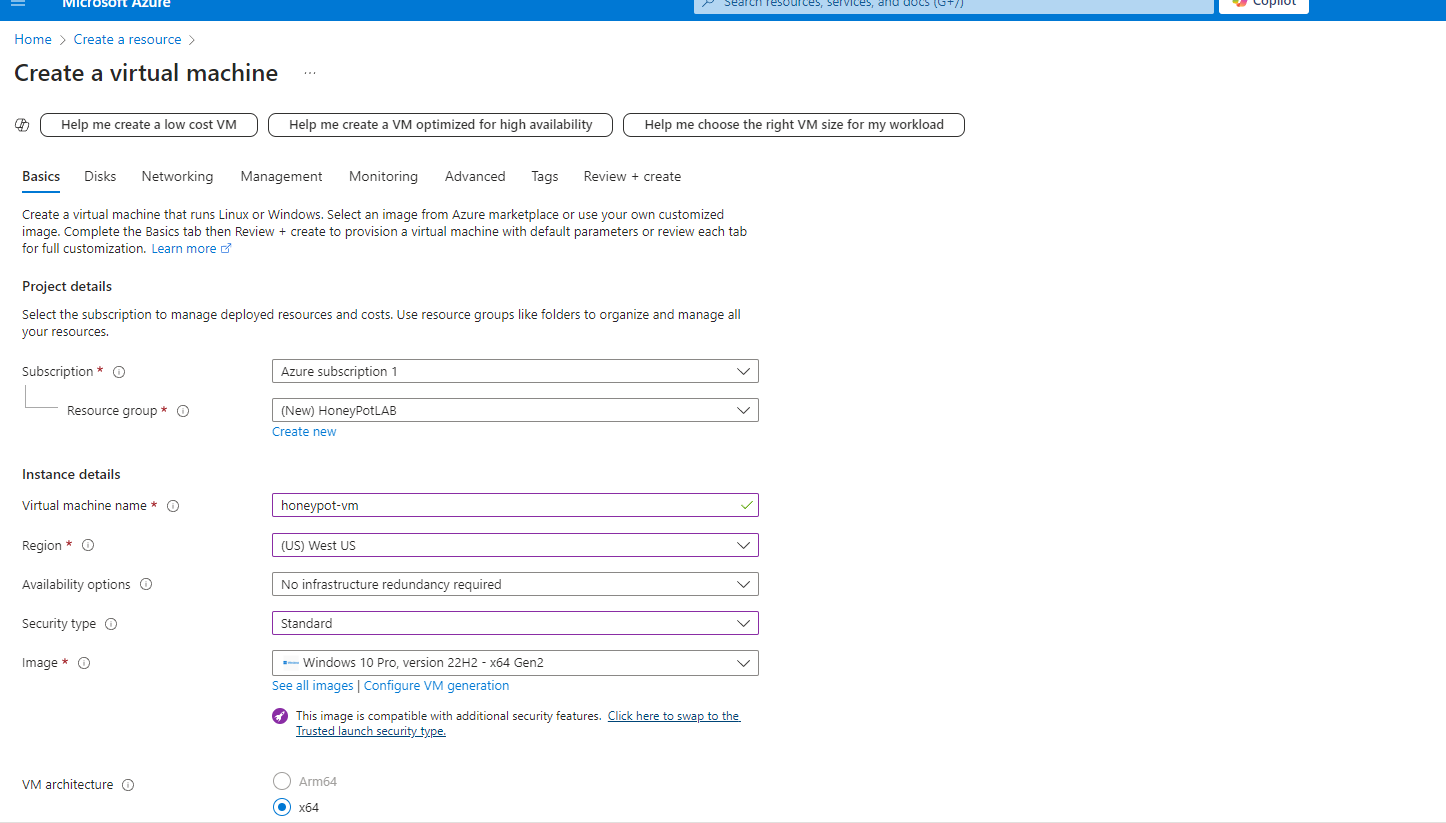 Microsoft Azure
Search resources, services, and docs (G+/)
Copilot
Home > Create a resource >
Create a virtual machine ...
Help me create a low cost VM
Help me create a VM optimized for high availability
Help me choose the right VM size for my workload
Basics Disks Networking Management Monitoring Advanced Tags Review + create
Create a virtual machine that runs Linux or Windows. Select an image from Azure marketplace or use your own customized
image. Complete the Basics tab then Review + create to provision a virtual machine with default parameters or review each tab
for full customization. Learn more
Project details
Select the subscription to manage deployed resources and costs. Use resource groups like folders to organize and manage all
your resources.
Subscription * Azure subscription 1
Resource group * (New) HoneyPotLAB
Create new
Instance details
Virtual machine name * honeypot-vm
Region * (US) West US
Availability options No infrastructure redundancy required
Security type Standard
Image * Windows 10 Pro, version 22H2 - x64 Gen2
See all images | Configure VM generation
This image is compatible with additional security features. Click here to swap to the
Trusted launch security type.
VM architecture Arm64
x64